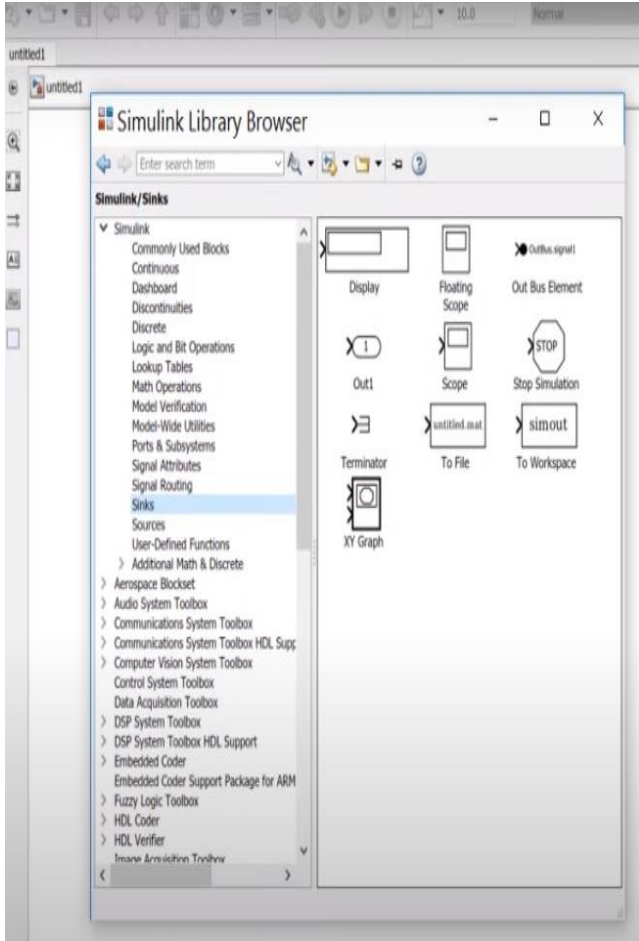 10.0
Normal
untitled1
untitled1
Simulink Library Browser
Enter search term
Simulink/Sinks
Simulink
Commonly Used Blocks
Continuous
Dashboard
Discontinuities
Discrete
Logic and Bit Operations
Lookup Tables
Math Operations
Model Verification
Model-Wide Utilities
Ports & Subsystems
Signal Attributes
Signal Routing
Sinks
Sources
User-Defined Functions
Additional Math & Discrete
Aerospace Blockset
Audio System Toolbox
Communications System Toolbox
Communications System Toolbox HDL Supp
Computer Vision System Toolbox
Control System Toolbox
Data Acquisition Toolbox
DSP System Toolbox
DSP System Toolbox HDL Support
Embedded Coder
Embedded Coder Support Package for ARM
Fuzzy Logic Toolbox
HDL Coder
HDL Verifier
Image Acquisition Toolbox
Display
Floating
Scope
OutBus.signal1
Out Bus Element
1
Out1
Scope
STOP
Stop Simulation
Terminator
untitled.mat
To File
simout
To Workspace
XY Graph